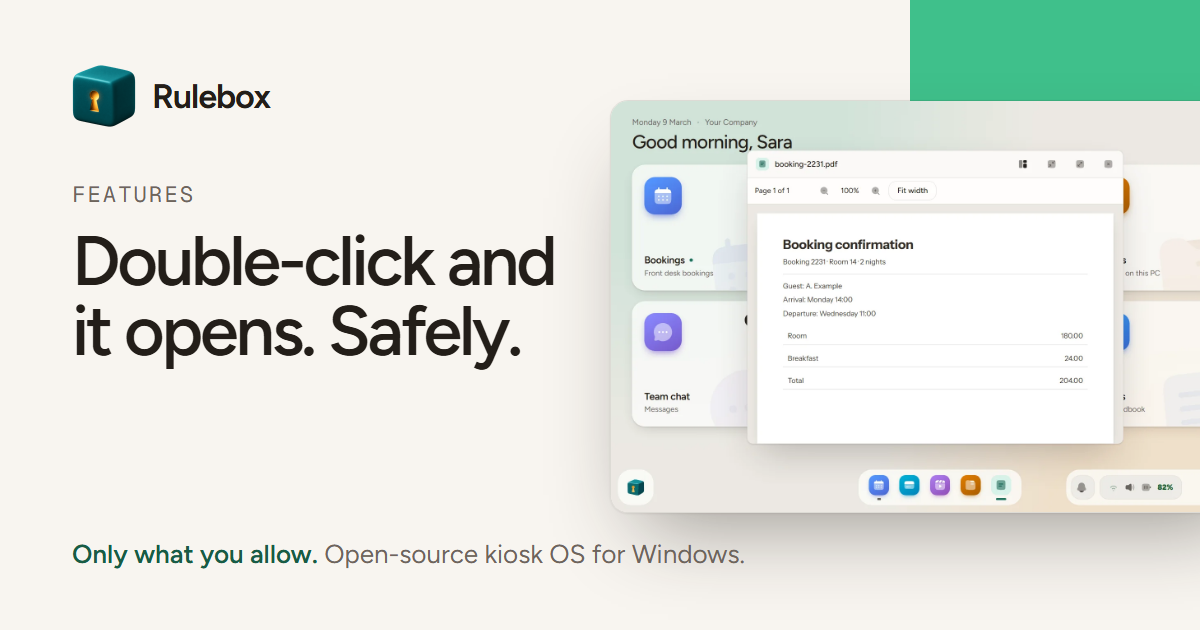 Rulebox
FEATURES
Double-click and
it opens. Safely.
Only what you allow. Open-source kiosk OS for Windows.
Monday 9 March · Your Company
Good morning, Sara
booking-2231.pdf
Page 1 of 1
100%
Fit width
Booking confirmation
Booking 2231 · Room 14 · 2 nights
Guest: A. Example
Arrival: Monday 14:00
Departure: Wednesday 11:00
Room 180.00
Breakfast 24.00
Total 204.00
Bookings
Front desk bookings
Team chat
Messages
on this PC
82%